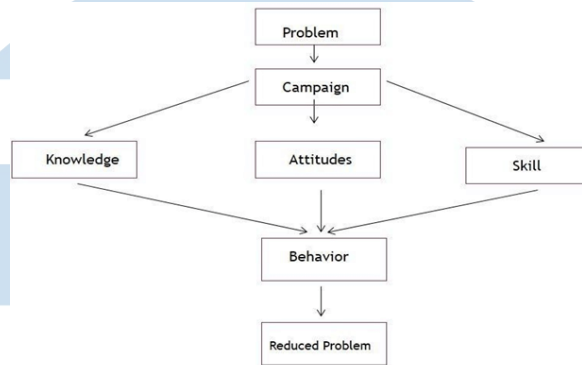 Problem
Campaign
Knowledge
Attitudes
Skill
Behavior
Reduced Problem